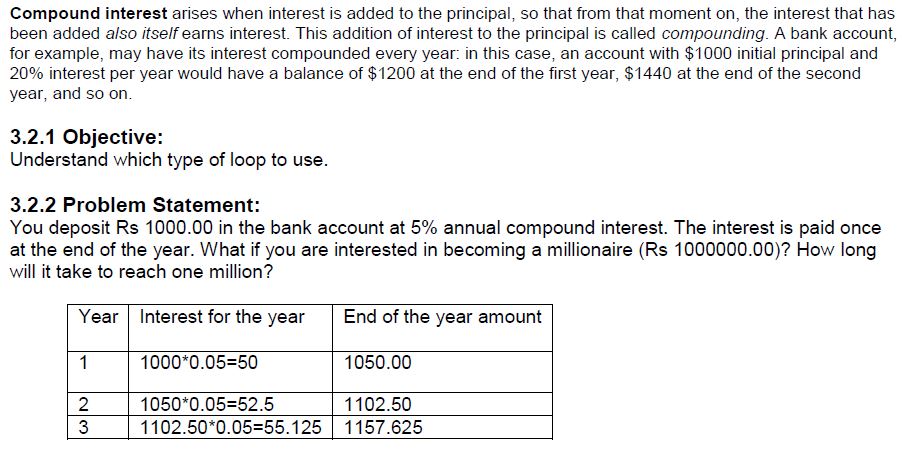 Compound interest arises when interest is added to the principal, so that from that moment on, the interest that has
been added also itself earns interest. This addition of interest to the principal is called compounding. A bank account,
for example, may have its interest compounded every year: in this case, an account with $1000 initial principal and
20% interest per year would have a balance of $1200 at the end of the first year, $1440 at the end of the second
year, and so on.
3.2.1 Objective:
Understand which type of loop to use.
3.2.2 Problem Statement:
You deposit Rs 1000.00 in the bank account at 5% annual compound interest. The interest is paid once
at the end of the year. What if you are interested in becoming a millionaire (Rs 1000000.00)? How long
will it take to reach one million?
Year Interest for the year End of the year amount
1 1000*0.05=50 1050.00
2 1050*0.05=52.5 1102.50
3 1102.50*0.05=55.125 1157.625